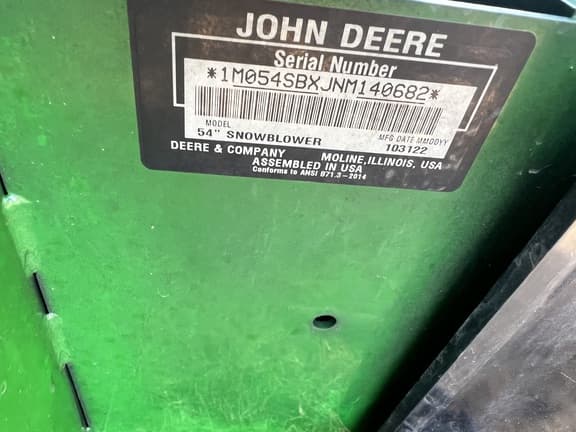 JOHN DEERE
Serial Number
*1M054SBXJNM140682*
MODEL MFG DATE MMDDYY
54" SNOWBLOWER 103122
DEERE & COMPANY MOLINE, ILLINOIS, USA
ASSEMBLED IN USA
Conforms to ANSI B71.3-2014